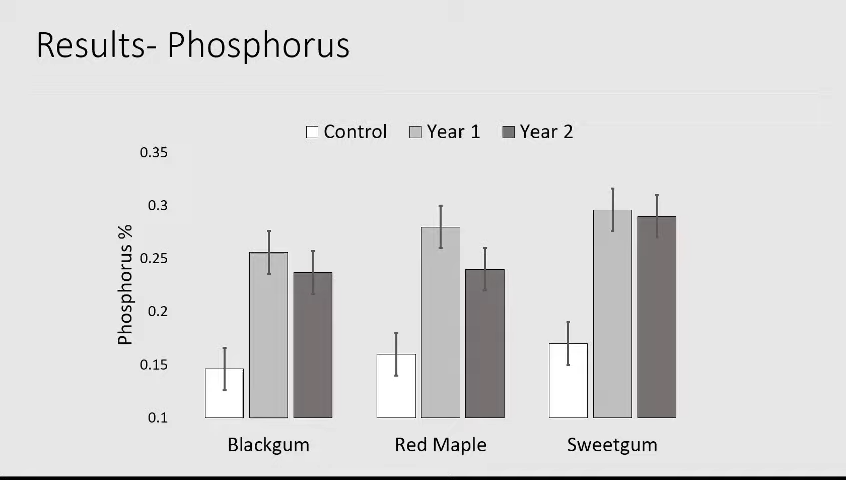 Results- Phosphorus
Control Year 1 Year 2
0.35
0.3
0.25
0.2
0.15
0.1
Phosphorus %
Blackgum Red Maple Sweetgum